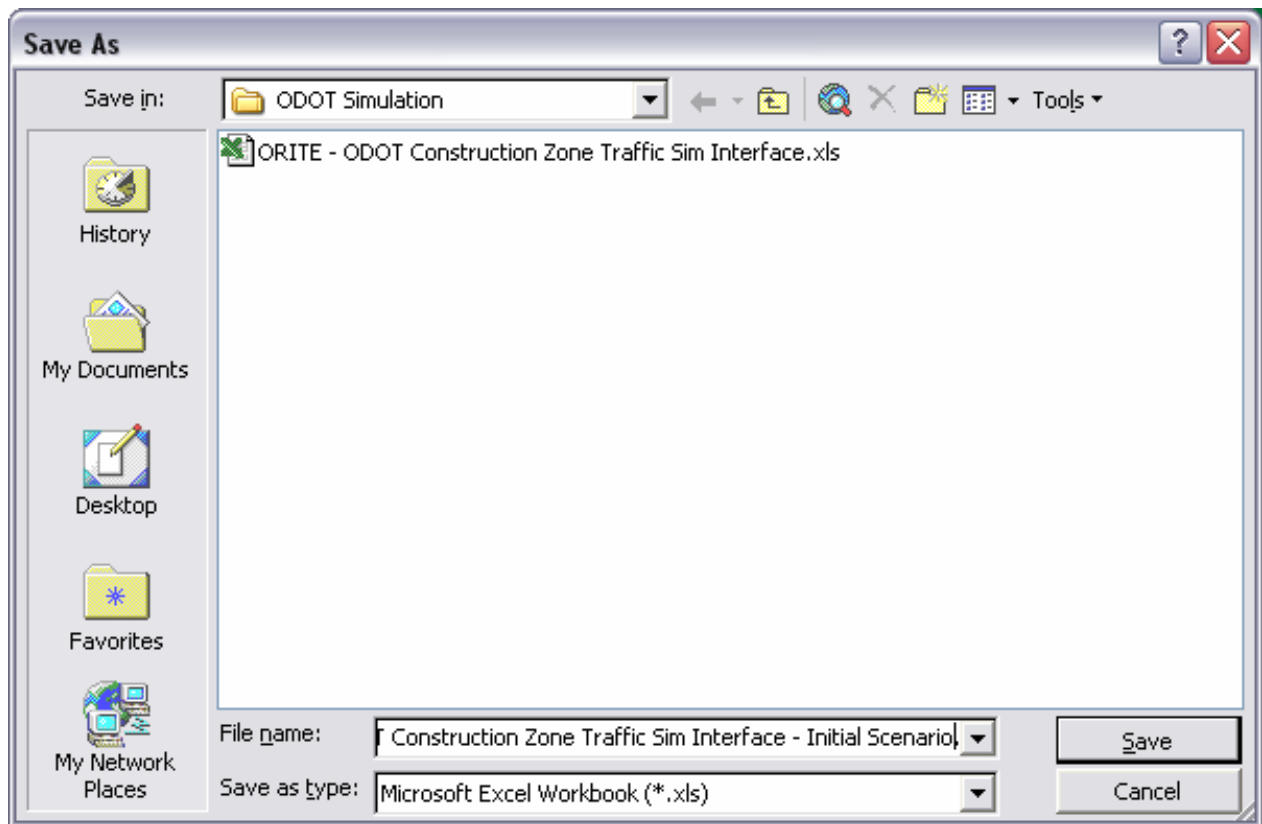 Save As
?
Save in:
ODOT Simulation
Tools
ORITE - ODOT Construction Zone Traffic Sim Interface.xls
History
My Documents
Desktop
Favorites
My Network
Places
File name:
Construction Zone Traffic Sim Interface - Initial Scenario
Save
Save as type:
Microsoft Excel Workbook (*.xls)
Cancel